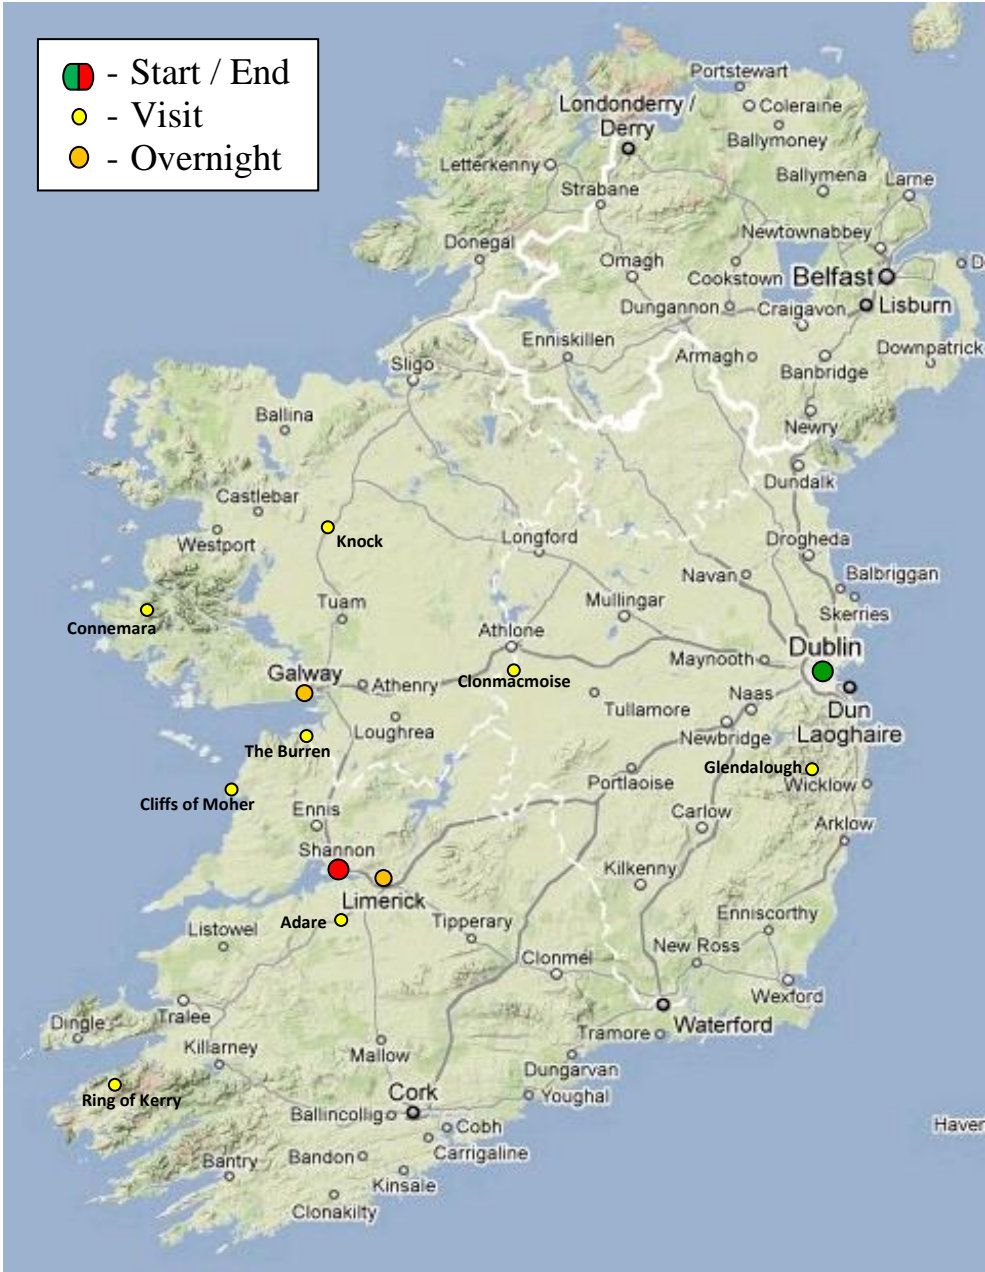 - Start / End
- Visit
- Overnight
Portstewart
Londonderry /
Derry
Coleraine
Ballymoney
Letterkenny
Strabane
Ballymena
Larne
Newtownabbey
Donegal
Omagh
Cookstown
Belfast
D
Dungannon
Craigavon
Lisburn
Enniskillen
Armagh
Downpatrick
Banbridge
Sligo
Ballina
Newry
Dundalk
Castlebar
Westport
Knock
Longford
Drogheda
Navan
Balbriggan
Skerries
Connemara
Tuam
Mullingar
Athlone
Dublin
Maynooth
Galway
Athenry
Clonmacmoise
Tullamore
Naas
Dun
Laoghaire
Loughrea
Newbridge
The Burren
Glendalough
Wicklow
Portlaoise
Cliffs of Moher
Ennis
Carlow
Arklow
Shannon
Limerick
Kilkenny
Adare
Listowel
Tipperary
Enniscorthy
New Ross
Clonmel
Wexford
Dingle
Tralee
Waterford
Tramore
Killarney
Mallow
Dungarvan
Ring of Kerry
Cork
Youghal
Ballincollig
Cobh
Haver
Carrigaline
Bantry
Bandon
Kinsale
Clonakilty